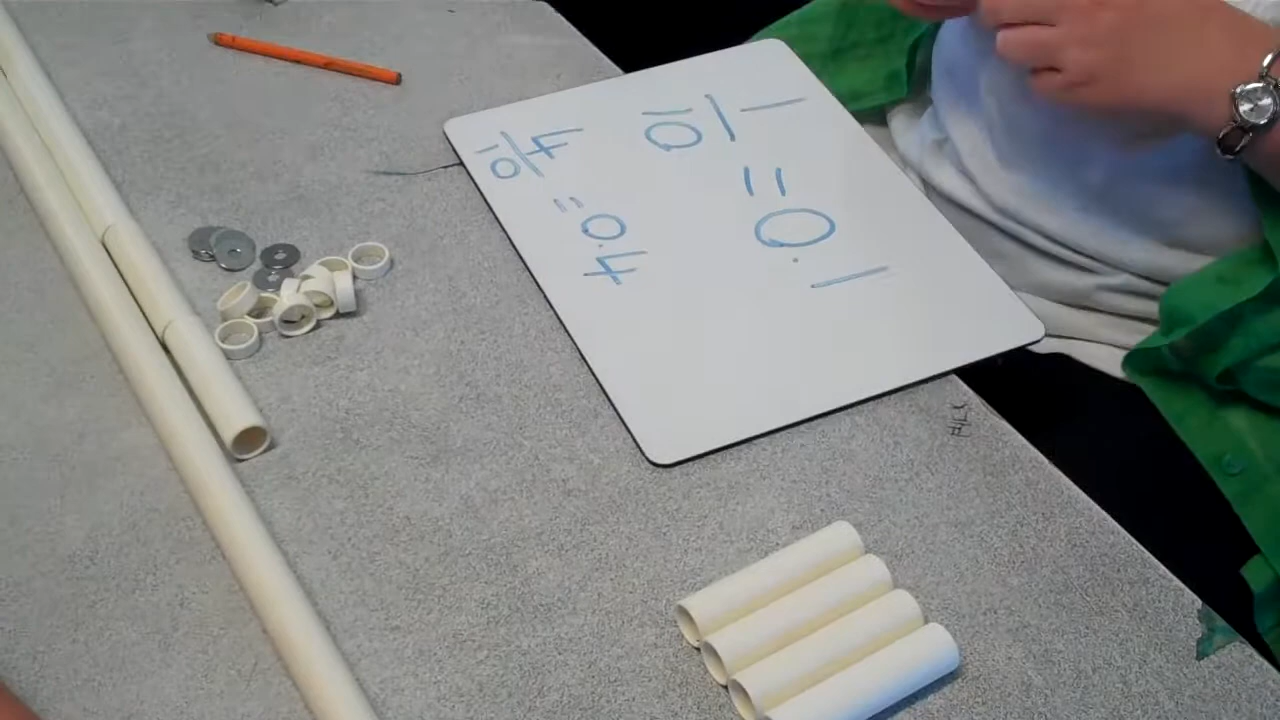 1/10 = 0.1
4/10 = 0.4